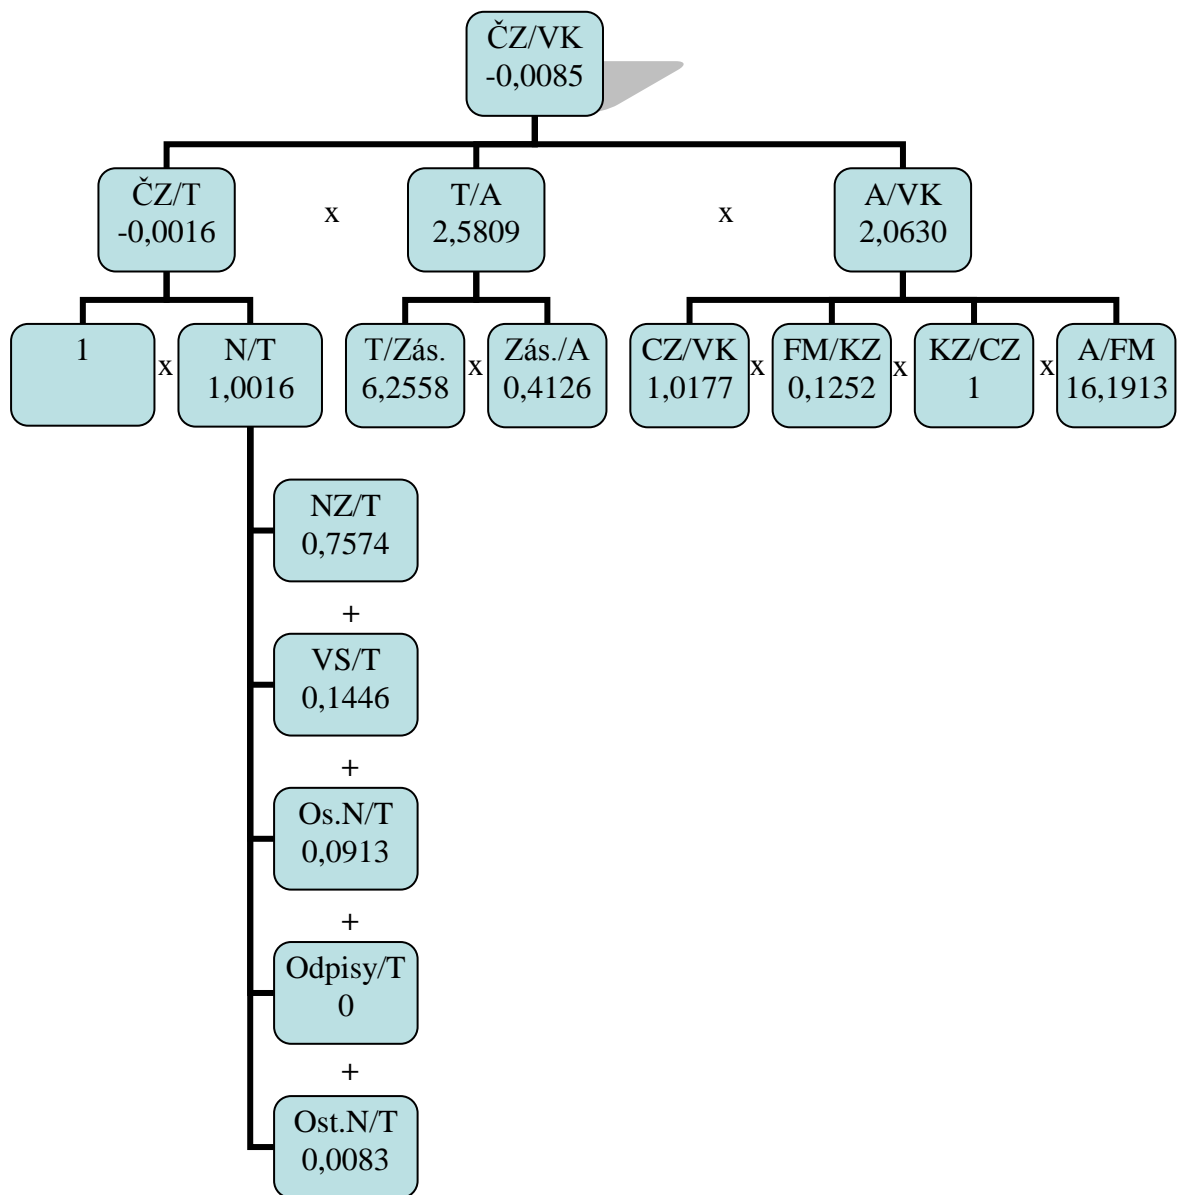 ČZ/VK
-0,0085
ČZ/T
-0,0016
x
T/A
2,5809
x
A/VK
2,0630
1
x
N/T
1,0016
T/Zás.
6,2558
x
Zás./A
0,4126
CZ/VK
1,0177
x
FM/KZ
0,1252
x
KZ/CZ
1
x
A/FM
16,1913
NZ/T
0,7574
+
VS/T
0,1446
+
Os.N/T
0,0913
+
Odpisy/T
0
+
Ost.N/T
0,0083